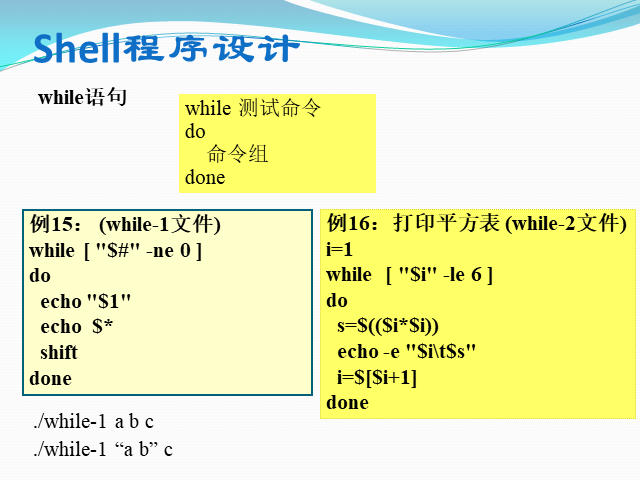 Shell程序设计
while语句
while 测试命令
do
命令组
done
例15： (while-1文件)
while [ "$#" -ne 0 ]
do
echo "$1"
echo $*
shift
done
./while-1 a b c
./while-1 “a b” c
例16：打印平方表 (while-2文件)
i=1
while [ "$i" -le 6 ]
do
s=$(($i*$i))
echo -e "$i\t$s"
i=$[$i+1]
done